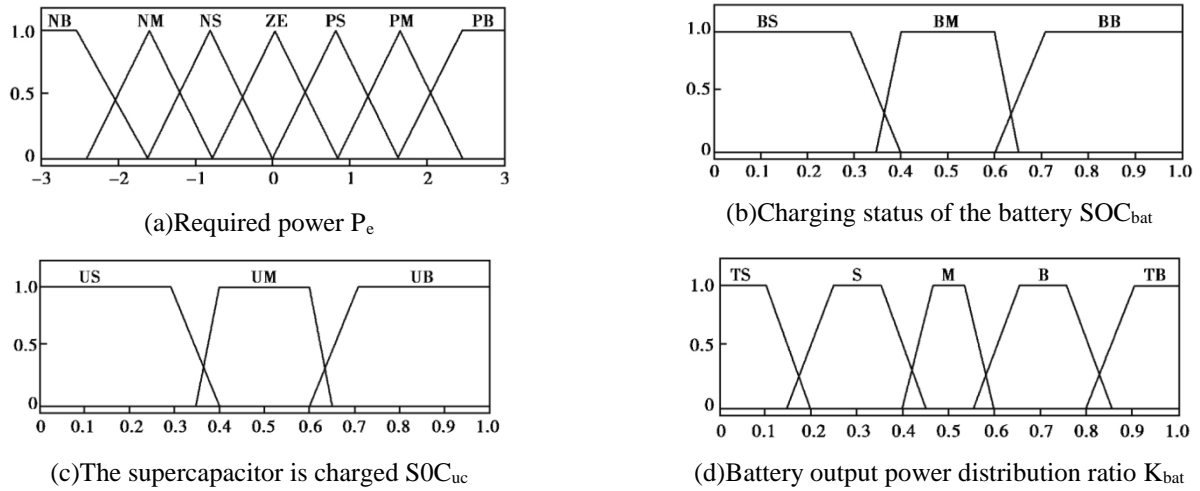 NB NM NS ZE PS PM PB
1.0
0.5
0
−3 −2 −1 0 1 2 3
(a)Required power Pe
BS BM BB
1.0
0.5
0
0 0.1 0.2 0.3 0.4 0.5 0.6 0.7 0.8 0.9 1.0
(b)Charging status of the battery SOCbat
US UM UB
1.0
0.5
0
0 0.1 0.2 0.3 0.4 0.5 0.6 0.7 0.8 0.9 1.0
(c)The supercapacitor is charged S0Cuc
TS S M B TB
1.0
0.5
0
0 0.1 0.2 0.3 0.4 0.5 0.6 0.7 0.8 0.9 1.0
(d)Battery output power distribution ratio Kbat